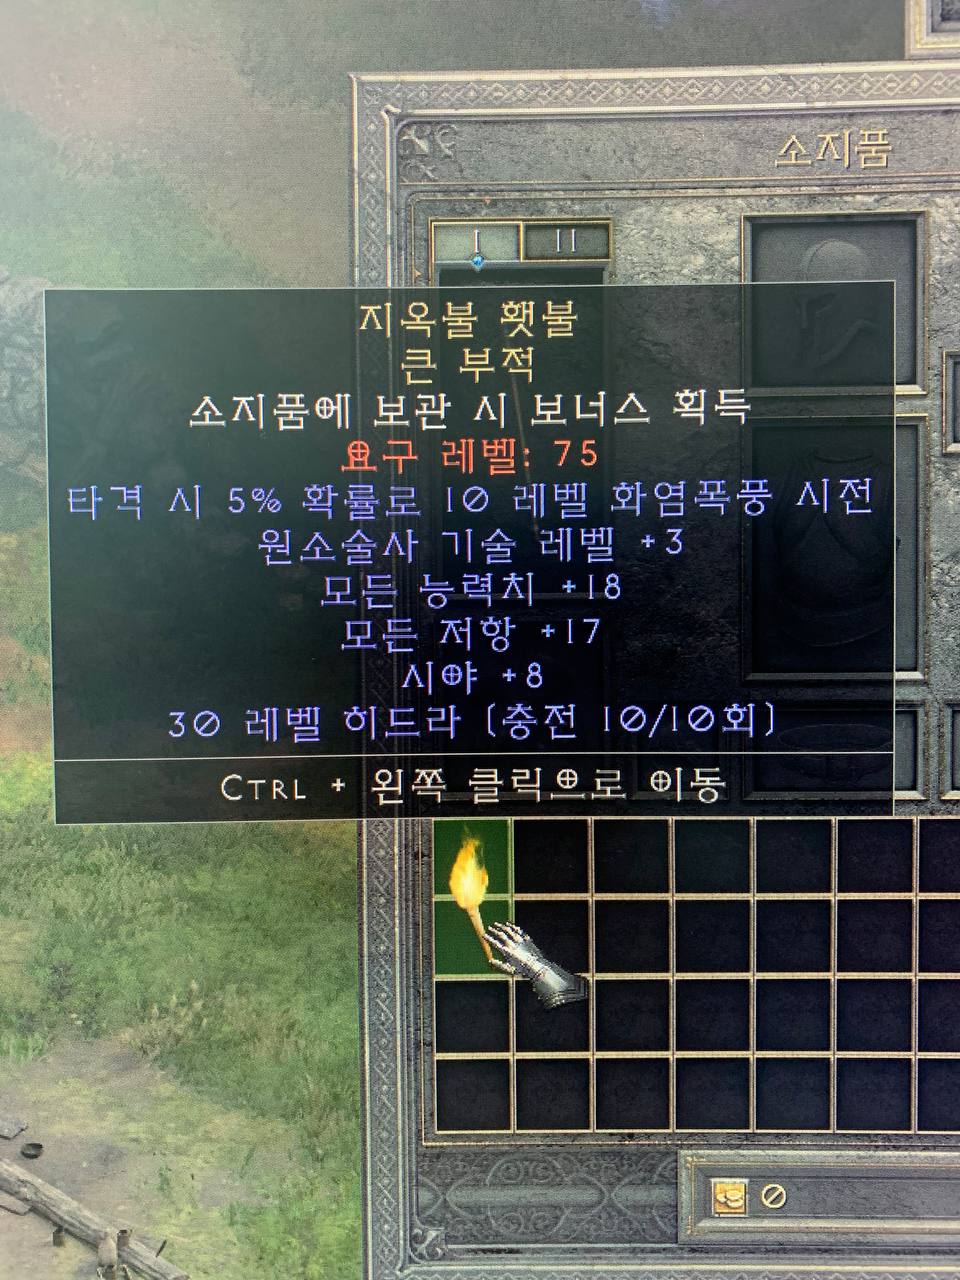 소지품
I II
지옥불 횃불
큰 부적
소지품에 보관 시 보너스 획득
요구 레벨: 75
타격 시 5% 확률로 10 레벨 화염폭풍 시전
원소술사 기술 레벨 +3
모든 능력치 +18
모든 저항 +17
시야 +8
30 레벨 히드라 (충전 10/10회)
CTRL + 왼쪽 클릭으로 이동
0